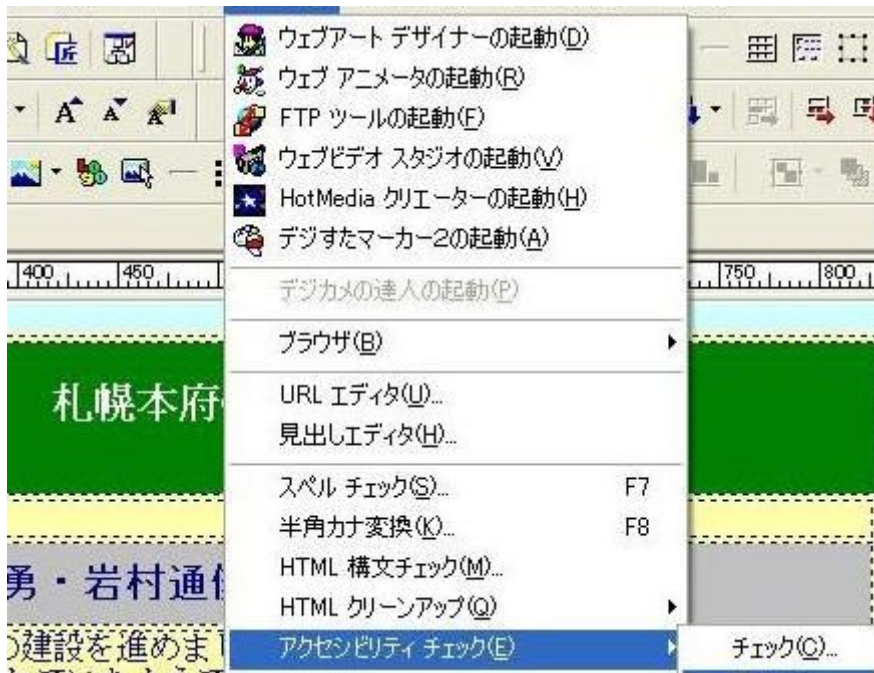 ウェブアート デザイナーの起動(D)
ウェブ アニメータの起動(R)
FTP ツールの起動(F)
ウェブビデオ スタジオの起動(V)
HotMedia クリエーターの起動(H)
デジすたマーカー2の起動(A)
400 450 750 800
デジカメの達人の起動(P)
ブラウザ(B)
URL エディタ(U)...
見出しエディタ(H)...
札幌本府
スペル チェック(S)... F7
半角カナ変換(K)... F8
HTML 構文チェック(M)...
勇・岩村通
HTML クリーンアップ(Q)
の建設を進めま
アクセシビリティ チェック(E)
チェック(C)...